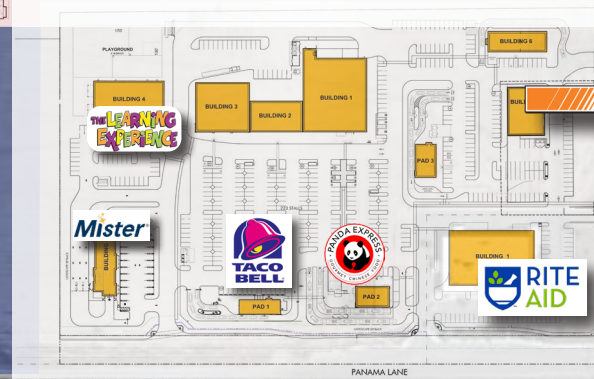 PLAYGROUND
BUILDING 6
BUILDING 4
BUILDING 3
BUILDING 2
BUILDING 1
THE LEARNING
EXPERIENCE
PAD 3
Mister
TACO
BELL
PANDA EXPRESS
GOURMET CHINESE FOOD
BUILDING 1
RITE
AID
PAD 1
PAD 2
PANAMA LANE